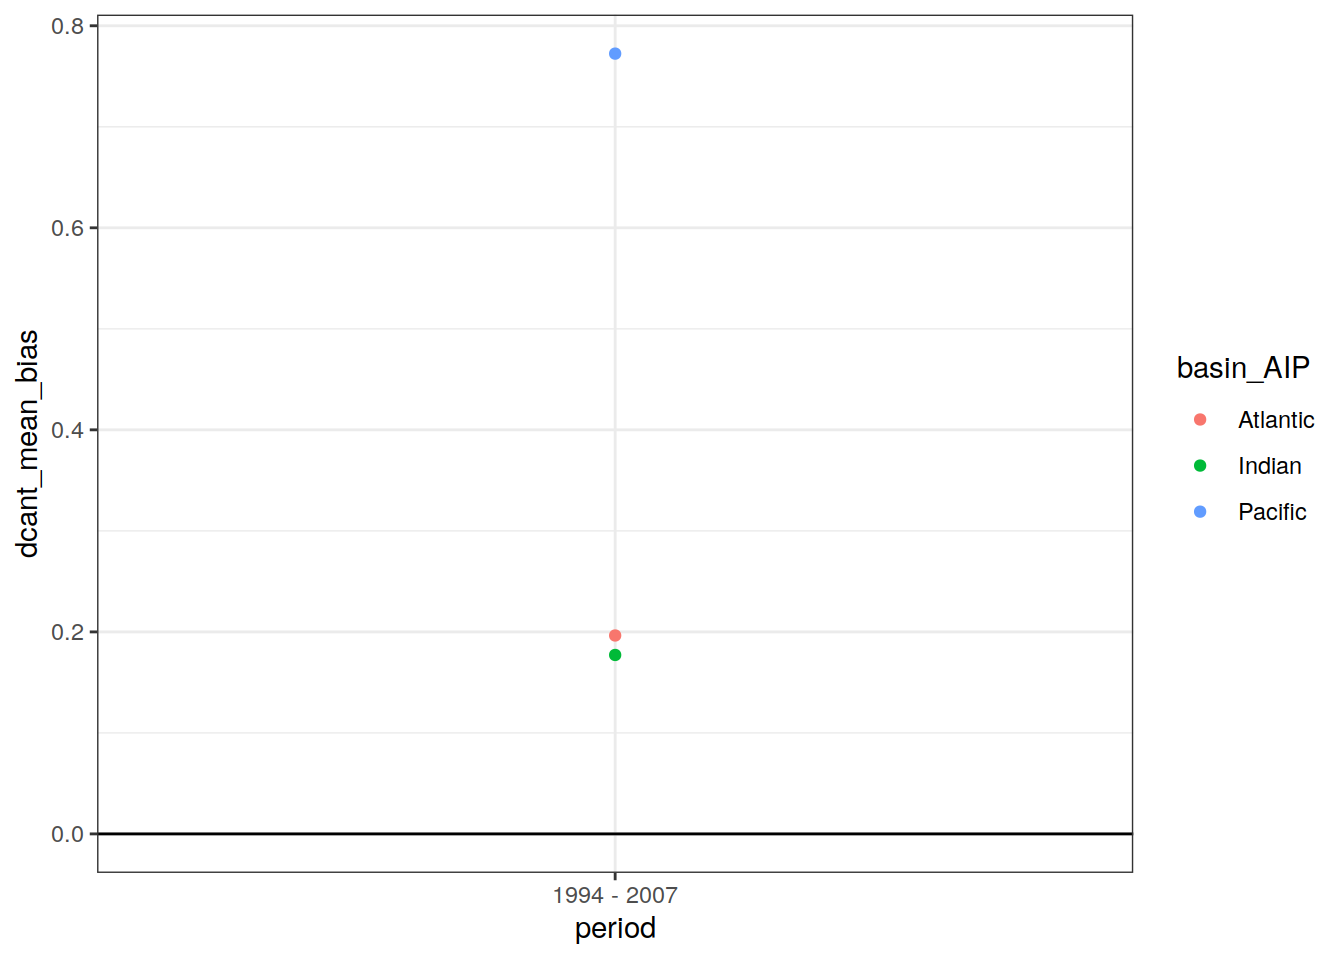 0.8
0.6
0.4
0.2
0.0
dcant_mean_bias
1994 - 2007
period
basin_AIP
Atlantic
Indian
Pacific